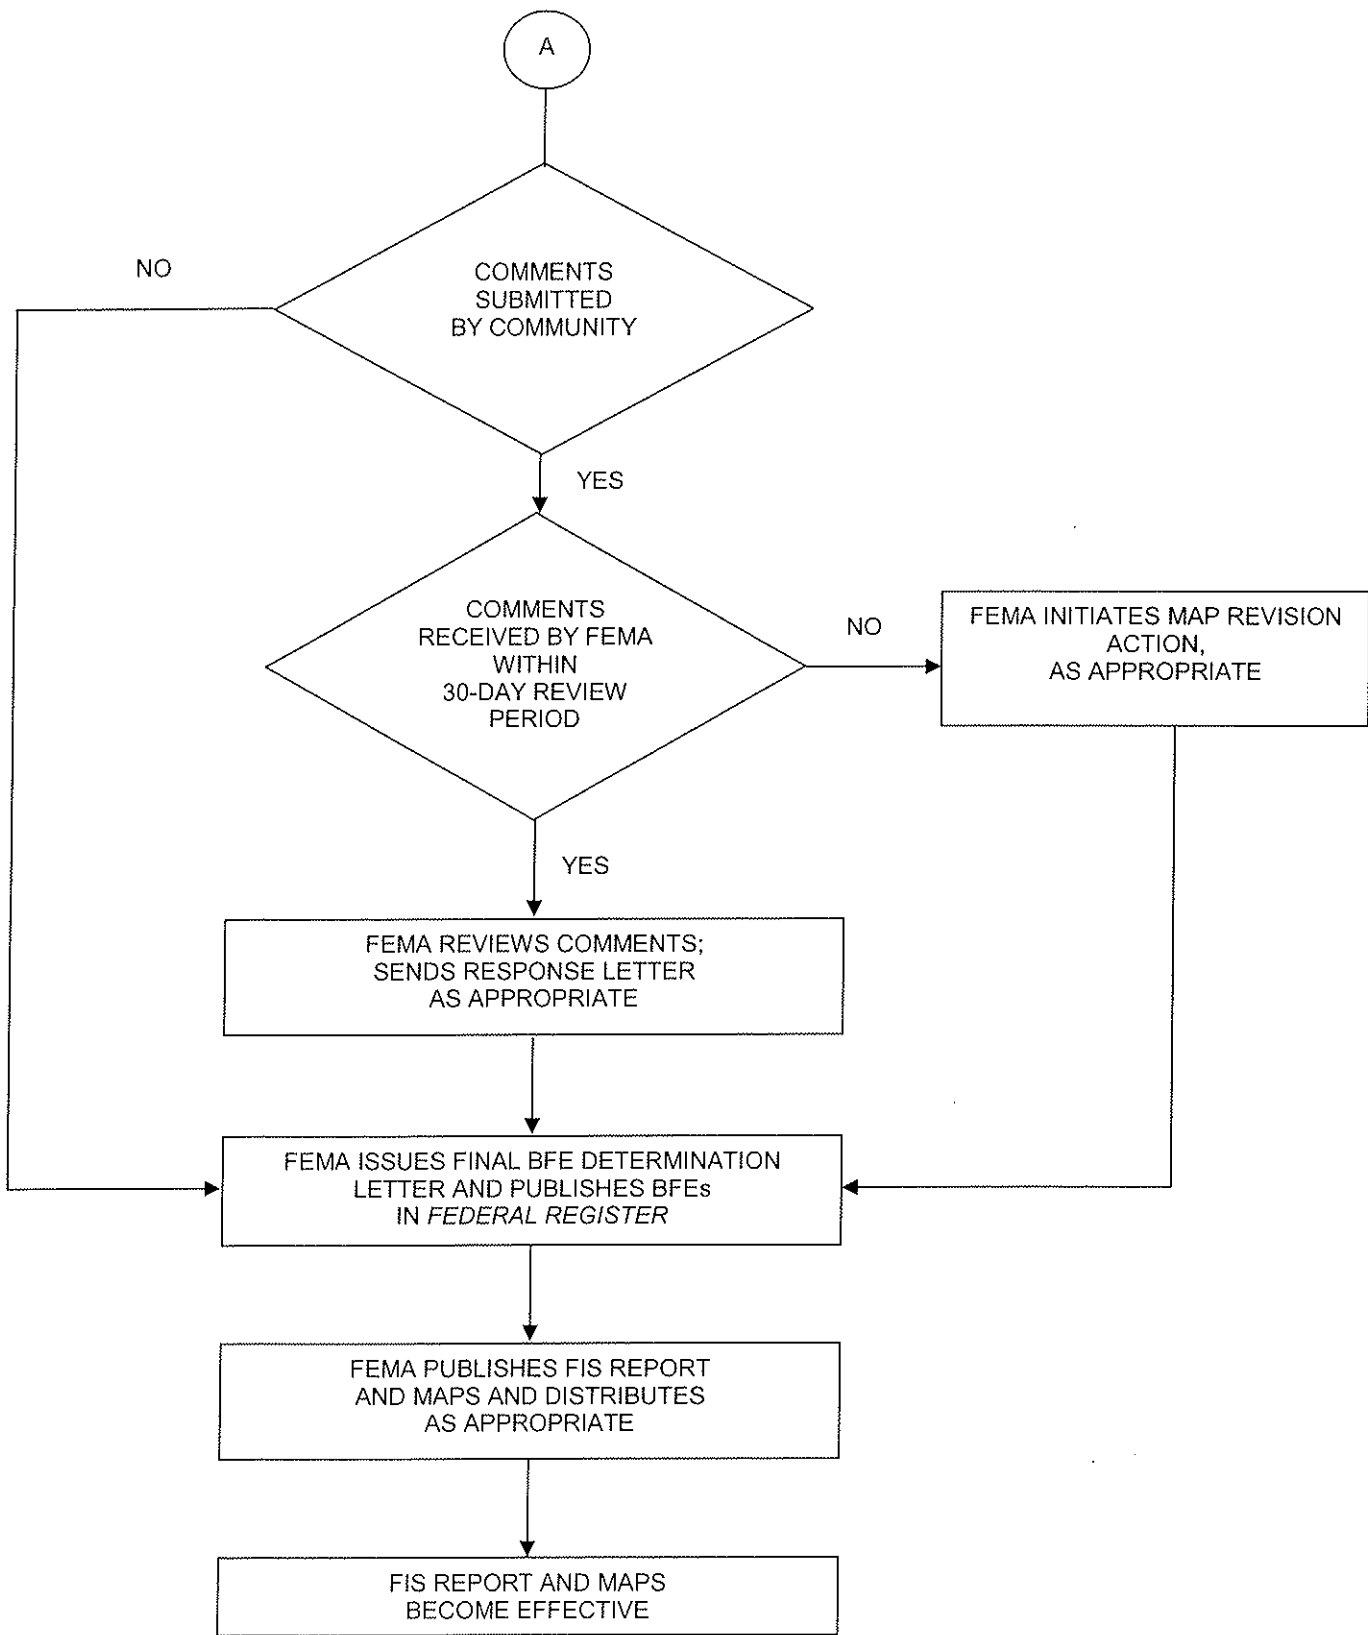 A
NO
COMMENTS
SUBMITTED
BY COMMUNITY
YES
COMMENTS
RECEIVED BY FEMA
WITHIN
30-DAY REVIEW
PERIOD
NO
FEMA INITIATES MAP REVISION
ACTION,
AS APPROPRIATE
YES
FEMA REVIEWS COMMENTS;
SENDS RESPONSE LETTER
AS APPROPRIATE
FEMA ISSUES FINAL BFE DETERMINATION
LETTER AND PUBLISHES BFEs
IN FEDERAL REGISTER
FEMA PUBLISHES FIS REPORT
AND MAPS AND DISTRIBUTES
AS APPROPRIATE
FIS REPORT AND MAPS
BECOME EFFECTIVE